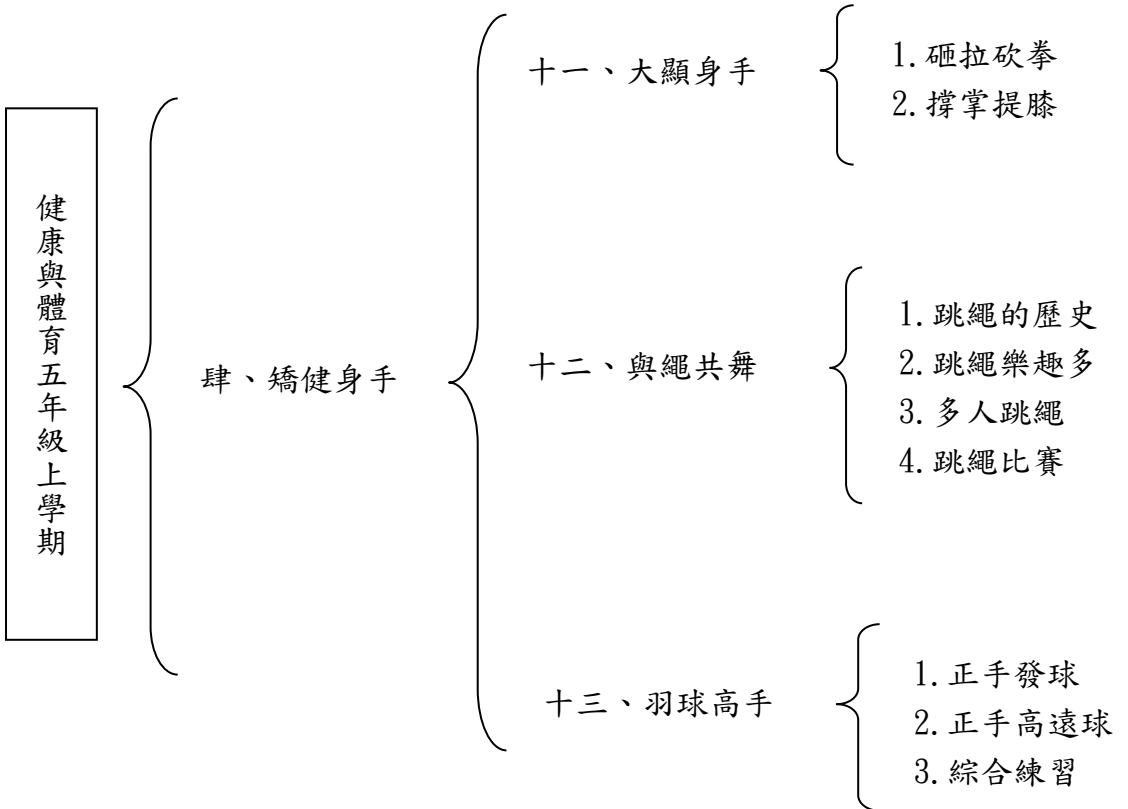 健康與體育五年級上學期
肆、矯健身手
十一、大顯身手
1.砸拉砍拳
2.撐掌提膝
十二、與繩共舞
1.跳繩的歷史
2.跳繩樂趣多
3.多人跳繩
4.跳繩比賽
十三、羽球高手
1.正手發球
2.正手高遠球
3.綜合練習